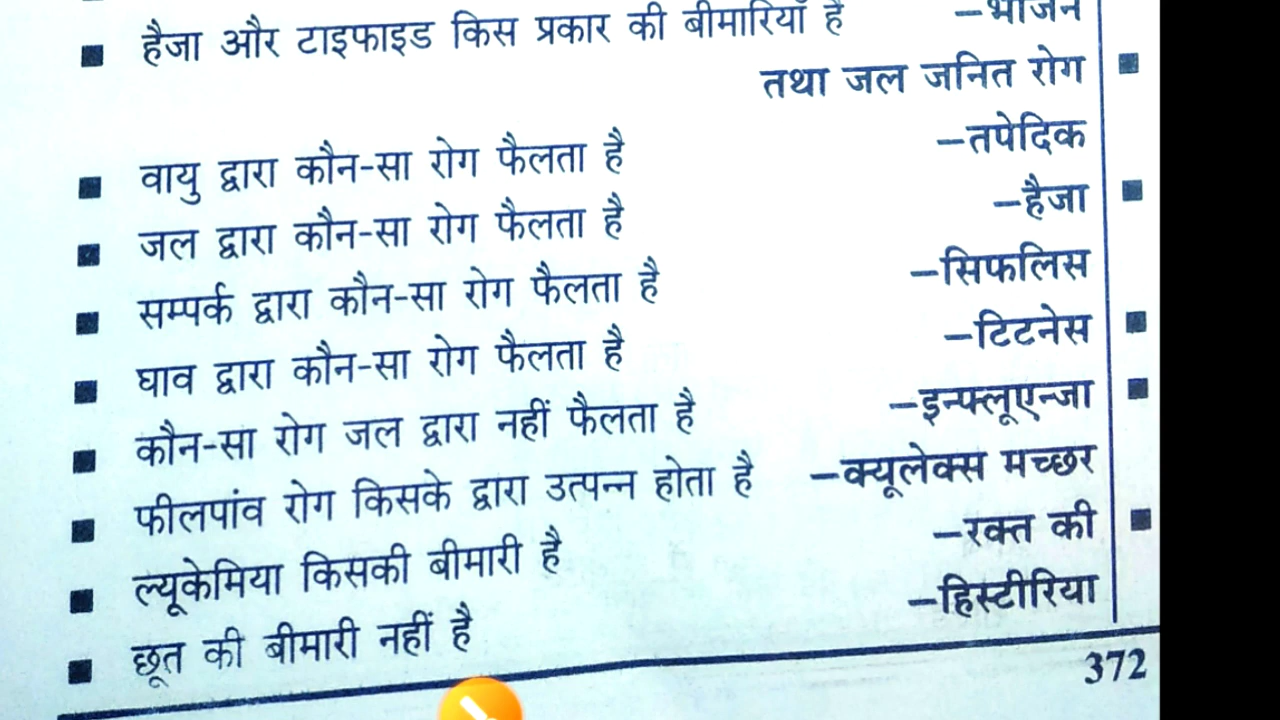 ■ हैजा और टाइफाइड किस प्रकार की बीमारियाँ हैं –भोजन
तथा जल जनित रोग
■ वायु द्वारा कौन-सा रोग फैलता है –तपेदिक
■ जल द्वारा कौन-सा रोग फैलता है –हैजा
■ सम्पर्क द्वारा कौन-सा रोग फैलता है –सिफलिस
■ घाव द्वारा कौन-सा रोग फैलता है –टिटनेस
■ कौन-सा रोग जल द्वारा नहीं फैलता है –इन्फ्लूएन्जा
■ फीलपांव रोग किसके द्वारा उत्पन्न होता है –क्यूलेक्स मच्छर
■ ल्यूकेमिया किसकी बीमारी है –रक्त की
■ छूत की बीमारी नहीं है –हिस्टीरिया
372